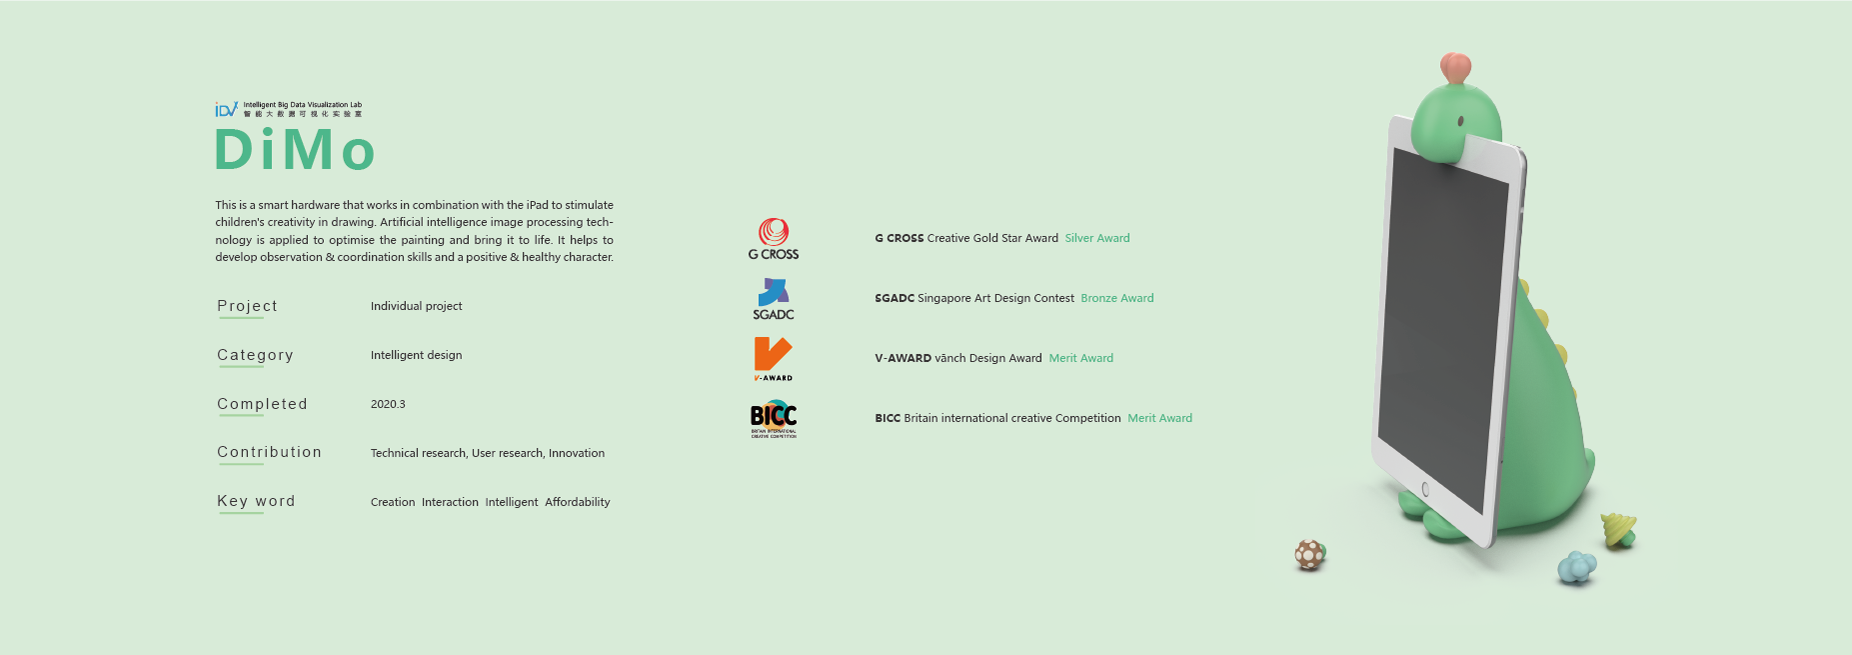 iDVx Intelligent Big Data Visualization Lab
智能大数据可视化实验室
DiMo
This is a smart hardware that works in combination with the iPad to stimulate
children's creativity in drawing. Artificial intelligence image processing tech-
nology is applied to optimise the painting and bring it to life. It helps to
develop observation & coordination skills and a positive & healthy character.
Project Individual project
Category Intelligent design
Completed 2020.3
Contribution Technical research, User research, Innovation
Key word Creation Interaction Intelligent Affordability
G CROSS
G CROSS Creative Gold Star Award Silver Award
SGADC
SGADC Singapore Art Design Contest Bronze Award
V-AWARD
V-AWARD vānch Design Award Merit Award
BICC
BRITAIN INTERNATIONAL
CREATIVE COMPETITION
BICC Britain international creative Competition Merit Award